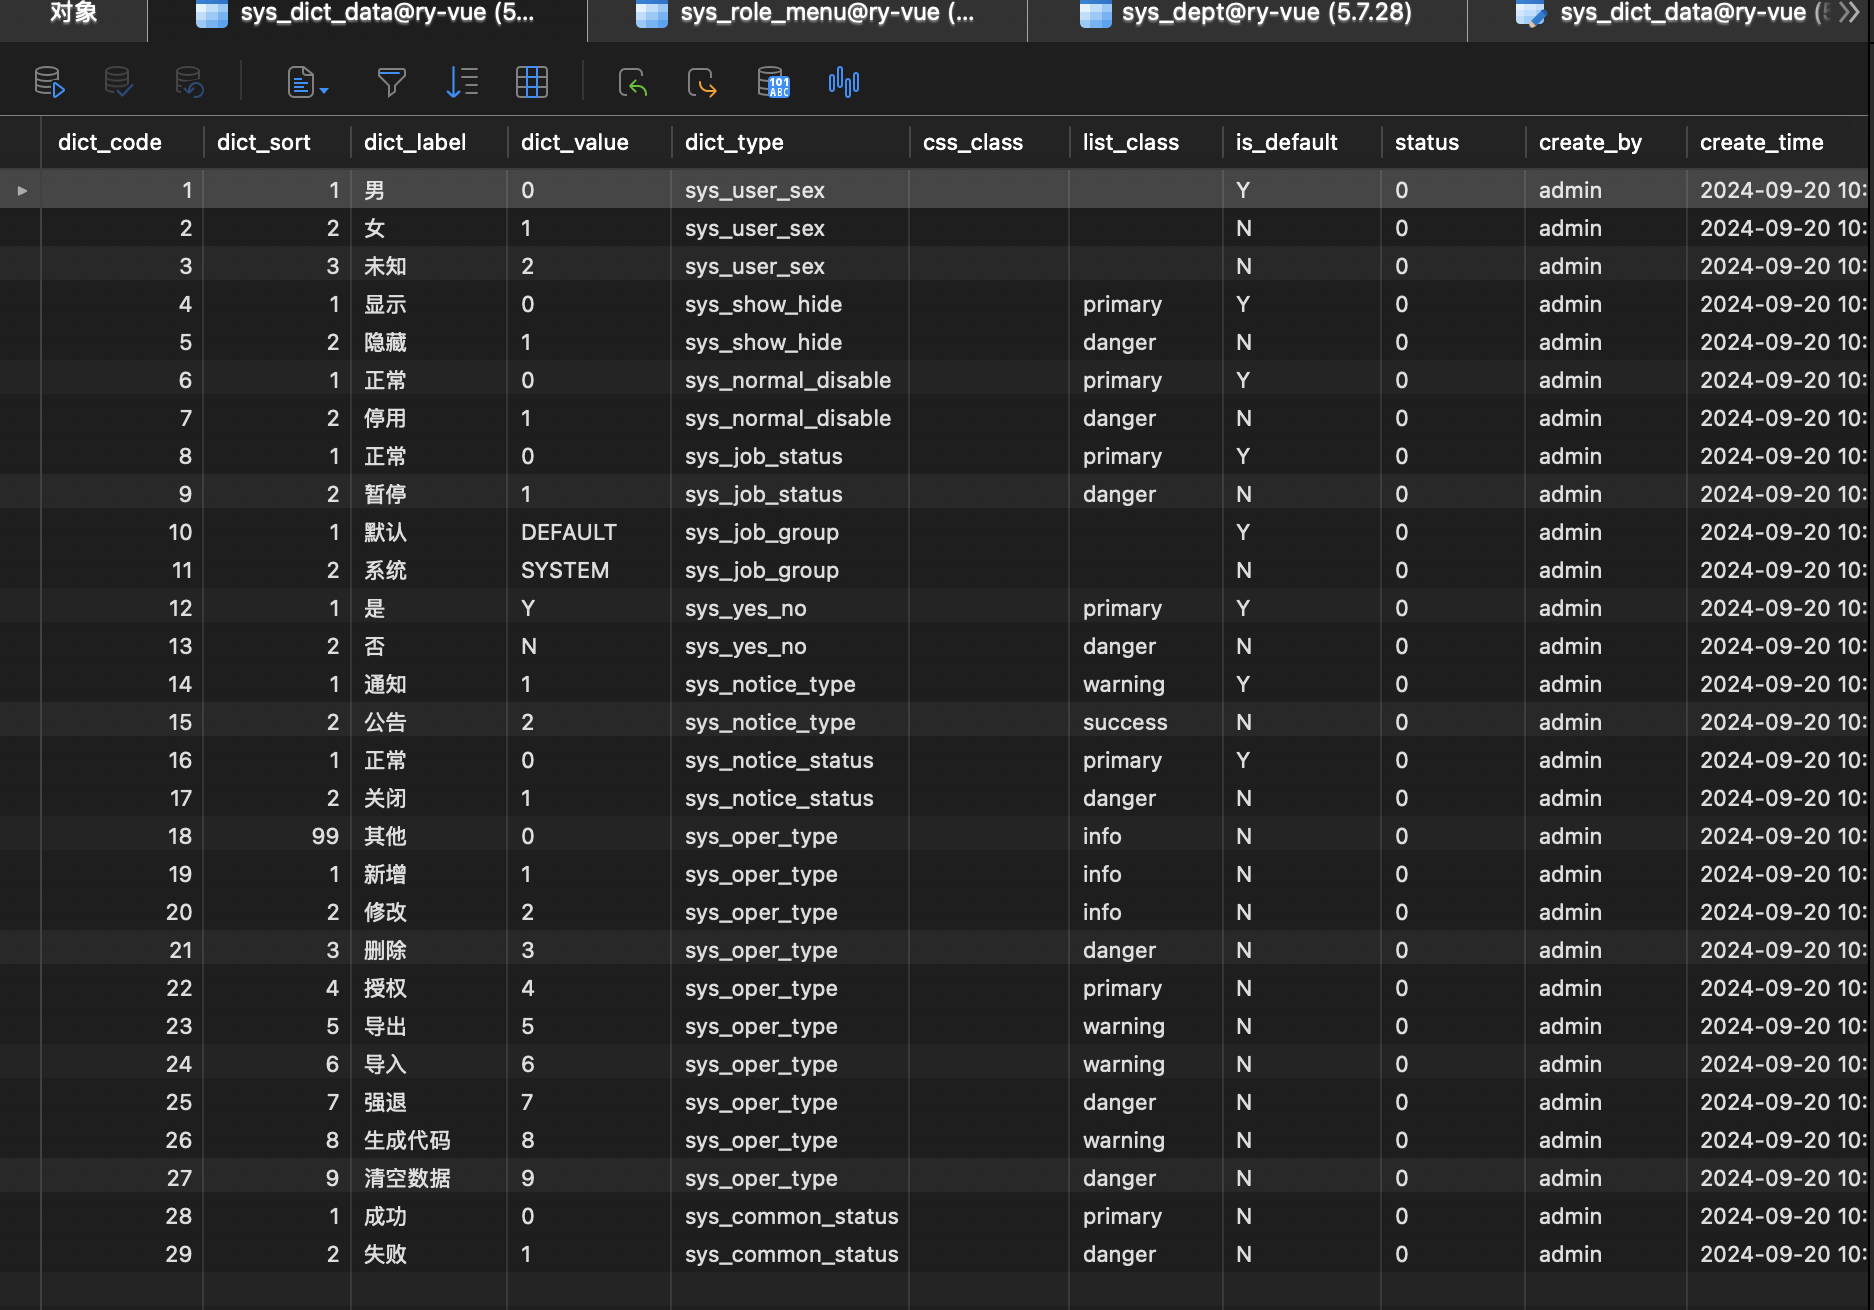 对象 sys_dict_data@ry-vue (5... sys_role_menu@ry-vue (... sys_dept@ry-vue (5.7.28) sys_dict_data@ry-vue
101 ABC
dict_code dict_sort dict_label dict_value dict_type css_class list_class is_default status create_by create_time
1 1 男 0 sys_user_sex Y 0 admin 2024-09-20 10:
2 2 女 1 sys_user_sex N 0 admin 2024-09-20 10:
3 3 未知 2 sys_user_sex N 0 admin 2024-09-20 10:
4 1 显示 0 sys_show_hide primary Y 0 admin 2024-09-20 10:
5 2 隐藏 1 sys_show_hide danger N 0 admin 2024-09-20 10:
6 1 正常 0 sys_normal_disable primary Y 0 admin 2024-09-20 10:
7 2 停用 1 sys_normal_disable danger N 0 admin 2024-09-20 10:
8 1 正常 0 sys_job_status primary Y 0 admin 2024-09-20 10:
9 2 暂停 1 sys_job_status danger N 0 admin 2024-09-20 10:
10 1 默认 DEFAULT sys_job_group Y 0 admin 2024-09-20 10:
11 2 系统 SYSTEM sys_job_group N 0 admin 2024-09-20 10:
12 1 是 Y sys_yes_no primary Y 0 admin 2024-09-20 10:
13 2 否 N sys_yes_no danger N 0 admin 2024-09-20 10:
14 1 通知 1 sys_notice_type warning Y 0 admin 2024-09-20 10:
15 2 公告 2 sys_notice_type success N 0 admin 2024-09-20 10:
16 1 正常 0 sys_notice_status primary Y 0 admin 2024-09-20 10:
17 2 关闭 1 sys_notice_status danger N 0 admin 2024-09-20 10:
18 99 其他 0 sys_oper_type info N 0 admin 2024-09-20 10:
19 1 新增 1 sys_oper_type info N 0 admin 2024-09-20 10:
20 2 修改 2 sys_oper_type info N 0 admin 2024-09-20 10:
21 3 删除 3 sys_oper_type danger N 0 admin 2024-09-20 10:
22 4 授权 4 sys_oper_type primary N 0 admin 2024-09-20 10:
23 5 导出 5 sys_oper_type warning N 0 admin 2024-09-20 10:
24 6 导入 6 sys_oper_type warning N 0 admin 2024-09-20 10:
25 7 强退 7 sys_oper_type danger N 0 admin 2024-09-20 10:
26 8 生成代码 8 sys_oper_type warning N 0 admin 2024-09-20 10:
27 9 清空数据 9 sys_oper_type danger N 0 admin 2024-09-20 10:
28 1 成功 0 sys_common_status primary N 0 admin 2024-09-20 10:
29 2 失败 1 sys_common_status danger N 0 admin 2024-09-20 10: